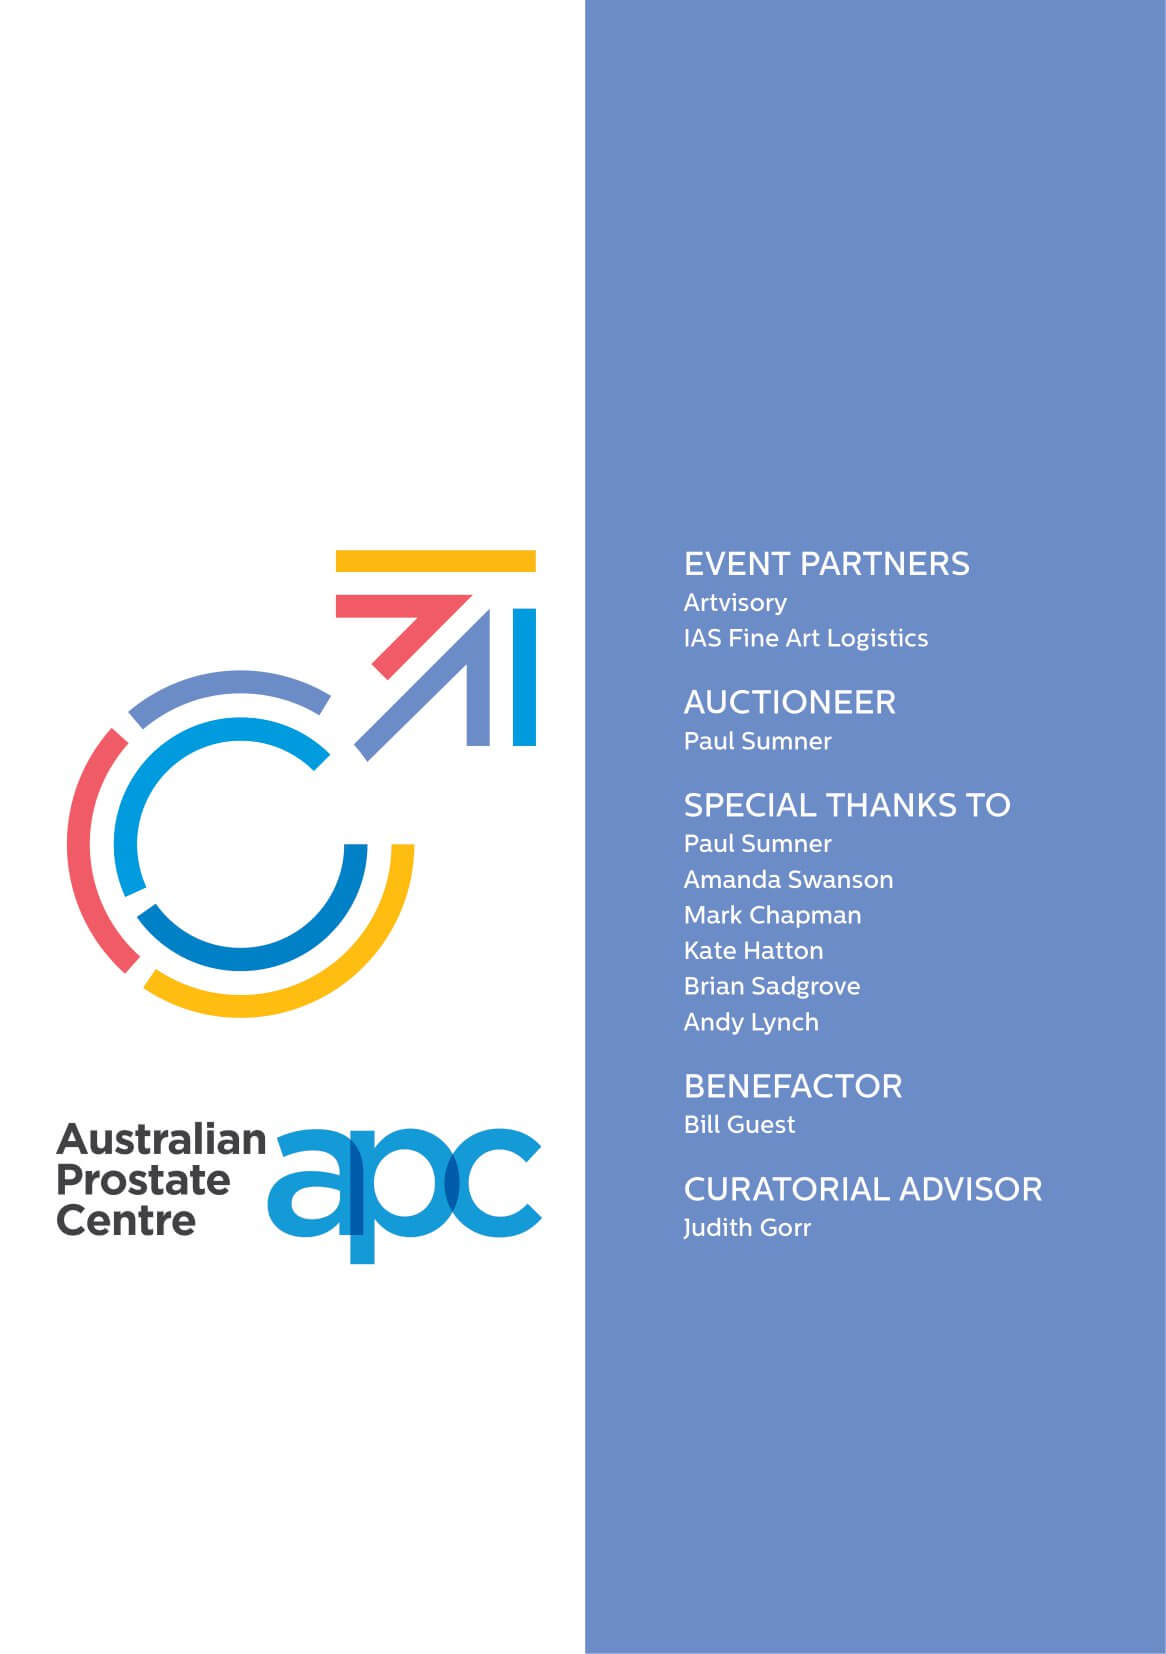 Australian
Prostate
Centre
apc
EVENT PARTNERS
Artvisory
IAS Fine Art Logistics
AUCTIONEER
Paul Sumner
SPECIAL THANKS TO
Paul Sumner
Amanda Swanson
Mark Chapman
Kate Hatton
Brian Sadgrove
Andy Lynch
BENEFACTOR
Bill Guest
CURATORIAL ADVISOR
Judith Gorr